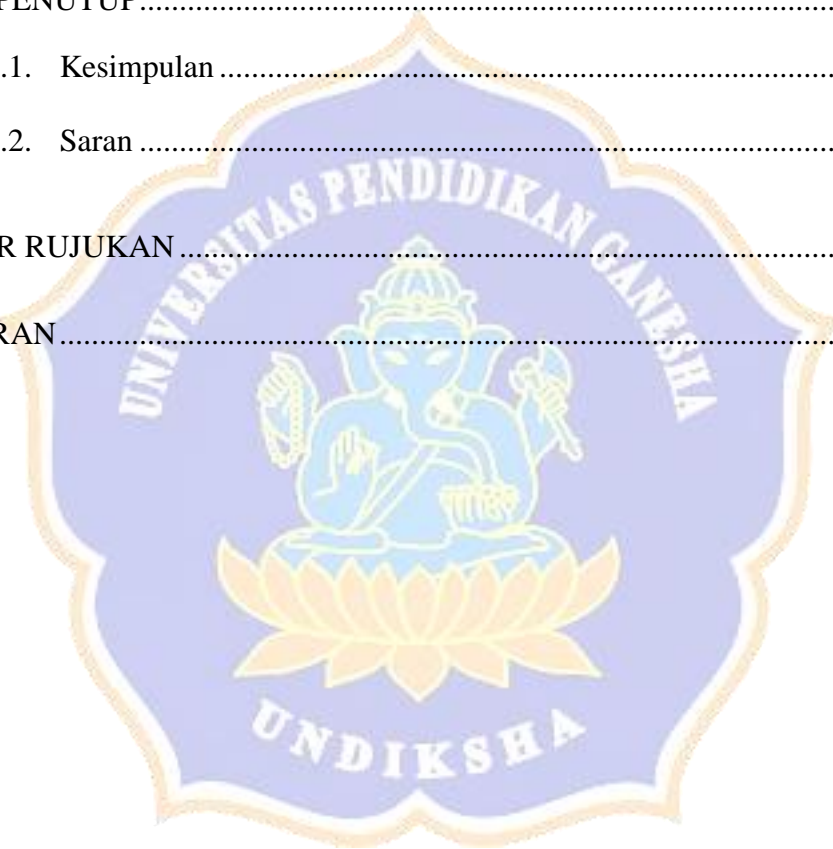 PENUTUP
.1. Kesimpulan
.2. Saran
R RUJUKAN
RAN
UNIVERSITAS PENDIDIKAN GANESHA
UNDIKSHA